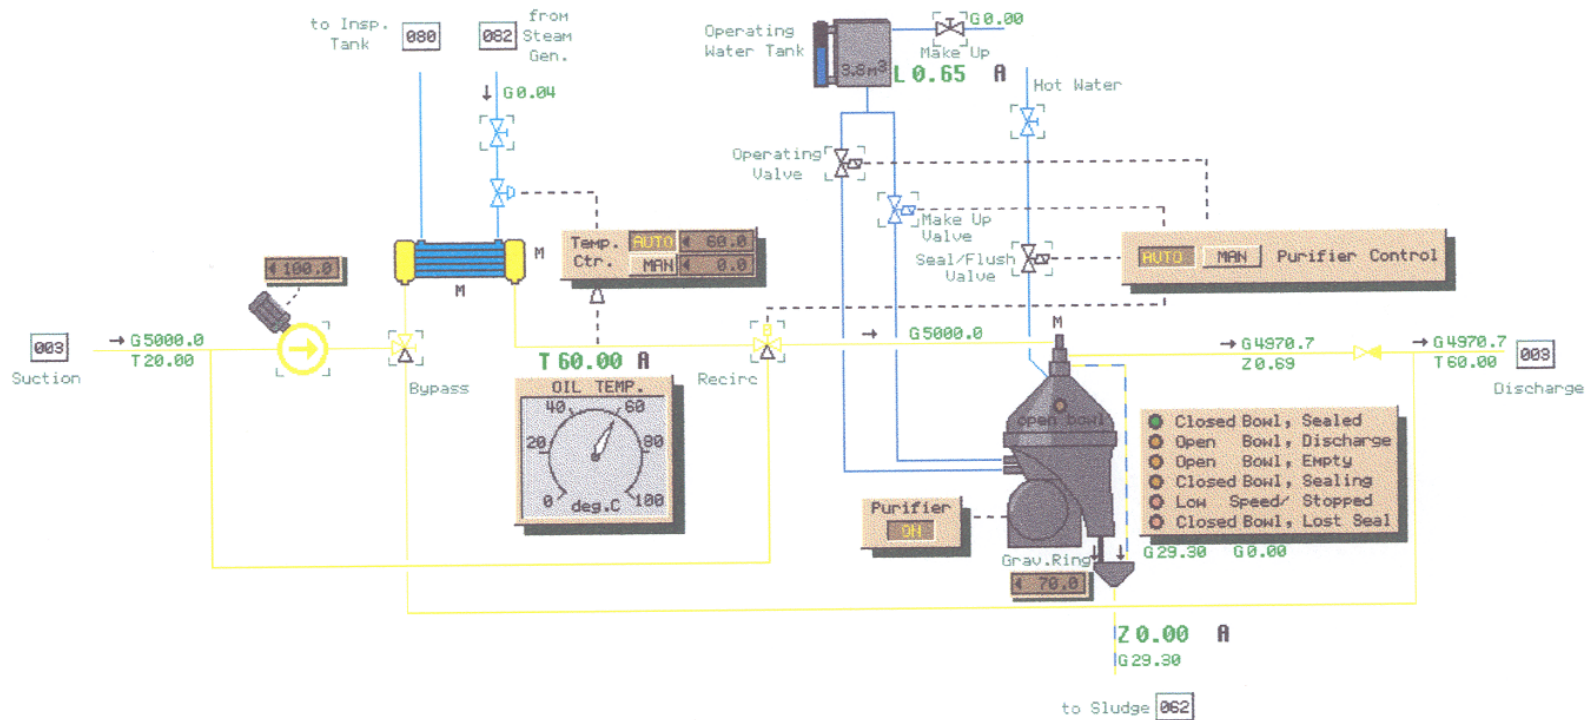 to Insp.
Tank
080
082
from
Steam
Gen.
G0.04
Operating
Water Tank
3.8m³
G0.00
Make Up
L 0.65 A
Hot Water
Operating
Valve
Make Up
Valve
Seal/Flush
Valve
AUTO MAN Purifier Control
Temp. AUTO 60.0
Ctr. MAN 0.0
M
M
100.0
003
Suction
G5000.0
T20.00
Bypass
T 60.00 A
OIL TEMP.
0 20 40 60 80 100
deg.C
Recirc
G5000.0
M
G4970.7
Z0.69
G4970.7
T60.00
003
Discharge
open bowl
Closed Bowl, Sealed
Open Bowl, Discharge
Open Bowl, Empty
Closed Bowl, Sealing
Low Speed/ Stopped
Closed Bowl, Lost Seal
G29.30 G0.00
Purifier
ON
Grav.Ring
70.0
Z 0.00 A
G29.30
to Sludge 062